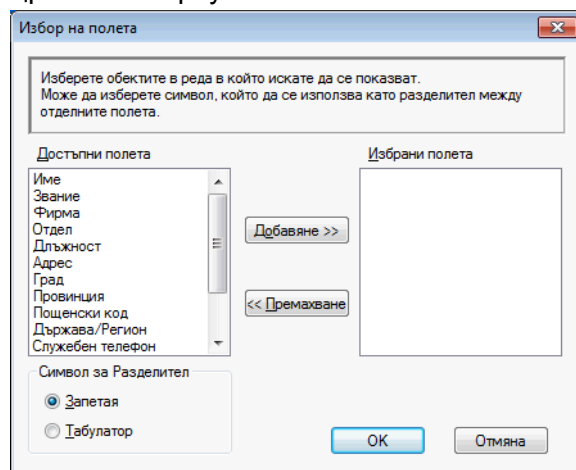 Избор на полета
Изберете обектите в реда в който искате да се показват.
Може да изберете символ, който да се използва като разделител между
отделните полета.
Достъпни полета
Избрани полета
Име
Звание
Фирма
Отдел
Длъжност
Адрес
Град
Провинция
Пощенски код
Държава/Регион
Служебен телефон
Добавяне >>
<< Премахване
Символ за Разделител
Запетая
Табулатор
OK
Отмяна